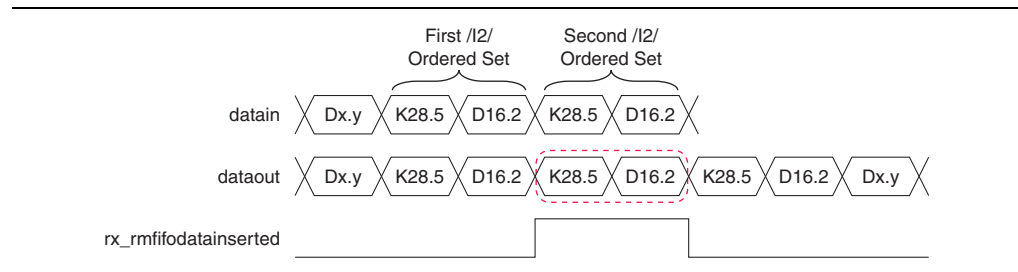 First /I2/ Second /I2/
Ordered Set Ordered Set
datain Dx.y K28.5 D16.2 K28.5 D16.2
dataout Dx.y K28.5 D16.2 K28.5 D16.2 K28.5 D16.2 Dx.y
rx_rmfifodatainserted